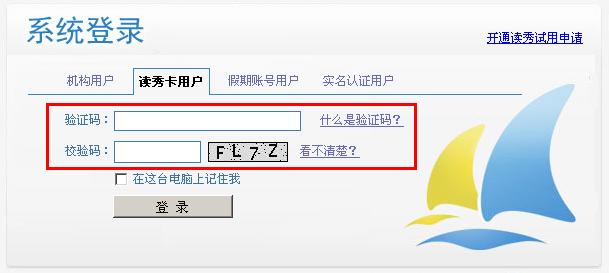 系统登录
开通读秀试用申请
机构用户 读秀卡用户 假期账号用户 实名认证用户
验证码： 什么是验证码？
校验码： FL7Z 看不清楚？
在这台电脑上记住我
登 录